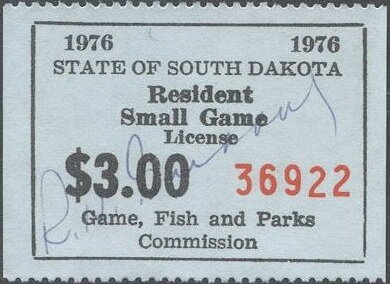 1976 1976
STATE OF SOUTH DAKOTA
Resident
Small Game
License
$3.00 36922
Game, Fish and Parks
Commission